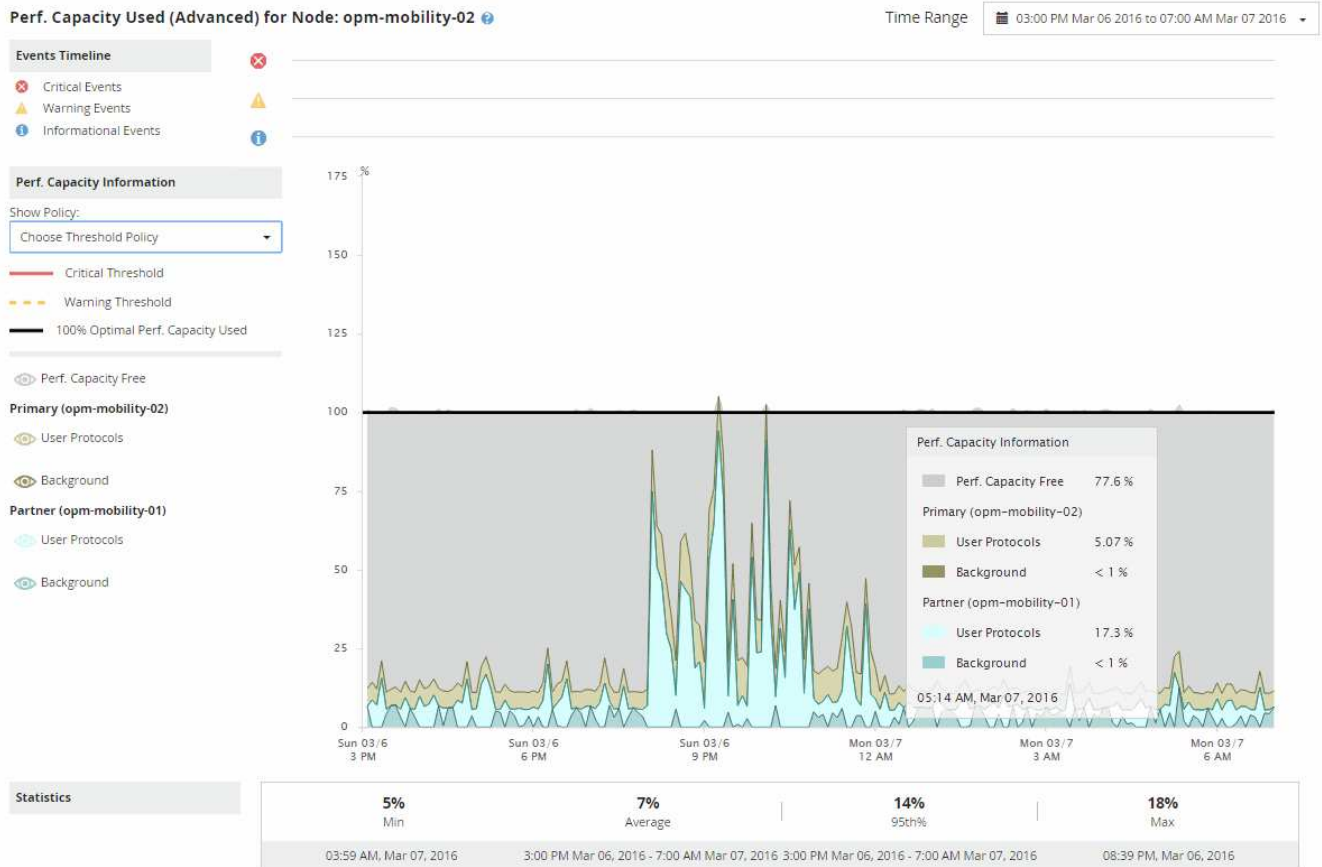 Perf. Capacity Used (Advanced) for Node: opm-mobility-02 ?
Time Range 03:00 PM Mar 06 2016 to 07:00 AM Mar 07 2016
Events Timeline
Critical Events
Warning Events
Informational Events
Perf. Capacity Information
Show Policy:
Choose Threshold Policy
Critical Threshold
Warning Threshold
100% Optimal Perf. Capacity Used
Perf. Capacity Free
Primary (opm-mobility-02)
User Protocols
Background
Partner (opm-mobility-01)
User Protocols
Background
%
175
150
125
100
75
50
25
0
Sun 03/6 Sun 03/6 Sun 03/6 Mon 03/7 Mon 03/7 Mon 03/7
3 PM 6 PM 9 PM 12 AM 3 AM 6 AM
Perf. Capacity Information
Perf. Capacity Free 77.6 %
Primary (opm-mobility-02)
User Protocols 5.07 %
Background < 1 %
Partner (opm-mobility-01)
User Protocols 17.3 %
Background < 1 %
05:14 AM, Mar 07, 2016
Statistics
5% 7% 14% 18%
Min Average 95th% Max
03:59 AM, Mar 07, 2016 3:00 PM Mar 06, 2016 - 7:00 AM Mar 07, 2016 3:00 PM Mar 06, 2016 - 7:00 AM Mar 07, 2016 08:39 PM, Mar 06, 2016